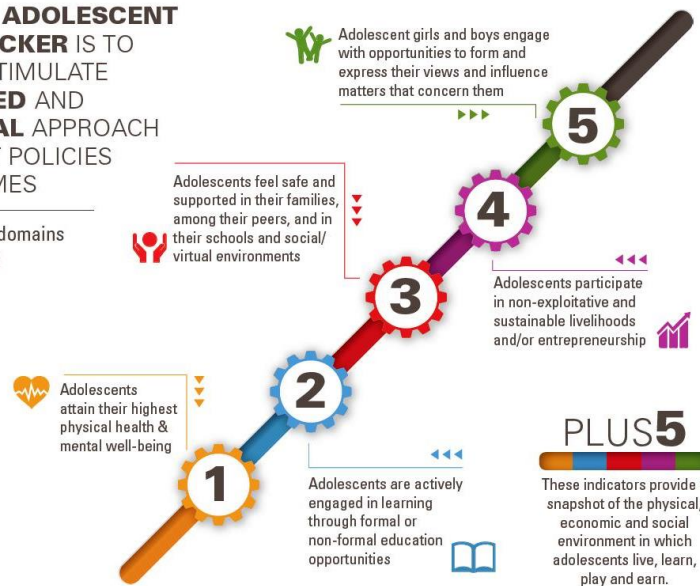 ADOLESCENT
CKER IS TO
TIMULATE
ED AND
AL APPROACH
POLICIES
MES
domains
Adolescent girls and boys engage
with opportunities to form and
express their views and influence
matters that concern them
5
Adolescents feel safe and
supported in their families,
among their peers, and in
their schools and social/
virtual environments
4
3
Adolescents participate
in non-exploitative and
sustainable livelihoods
and/or entrepreneurship
Adolescents
attain their highest
physical health &
mental well-being
2
1
Adolescents are actively
engaged in learning
through formal or
non-formal education
opportunities
PLUS5
These indicators provide
snapshot of the physical,
economic and social
environment in which
adolescents live, learn,
play and earn.